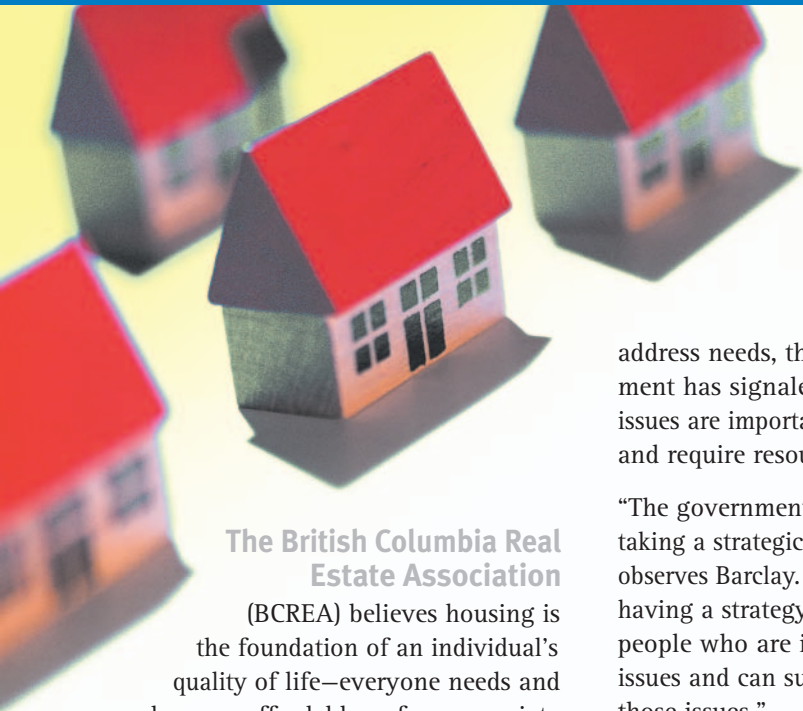 The British Columbia Real
Estate Association
(BCREA) believes housing is
the foundation of an individual's
quality of life—everyone needs and
address needs, th
ment has signale
issues are importa
and require resou
“The government
taking a strategic
observes Barclay.
having a strategy
people who are i
issues and can su
those issues.”